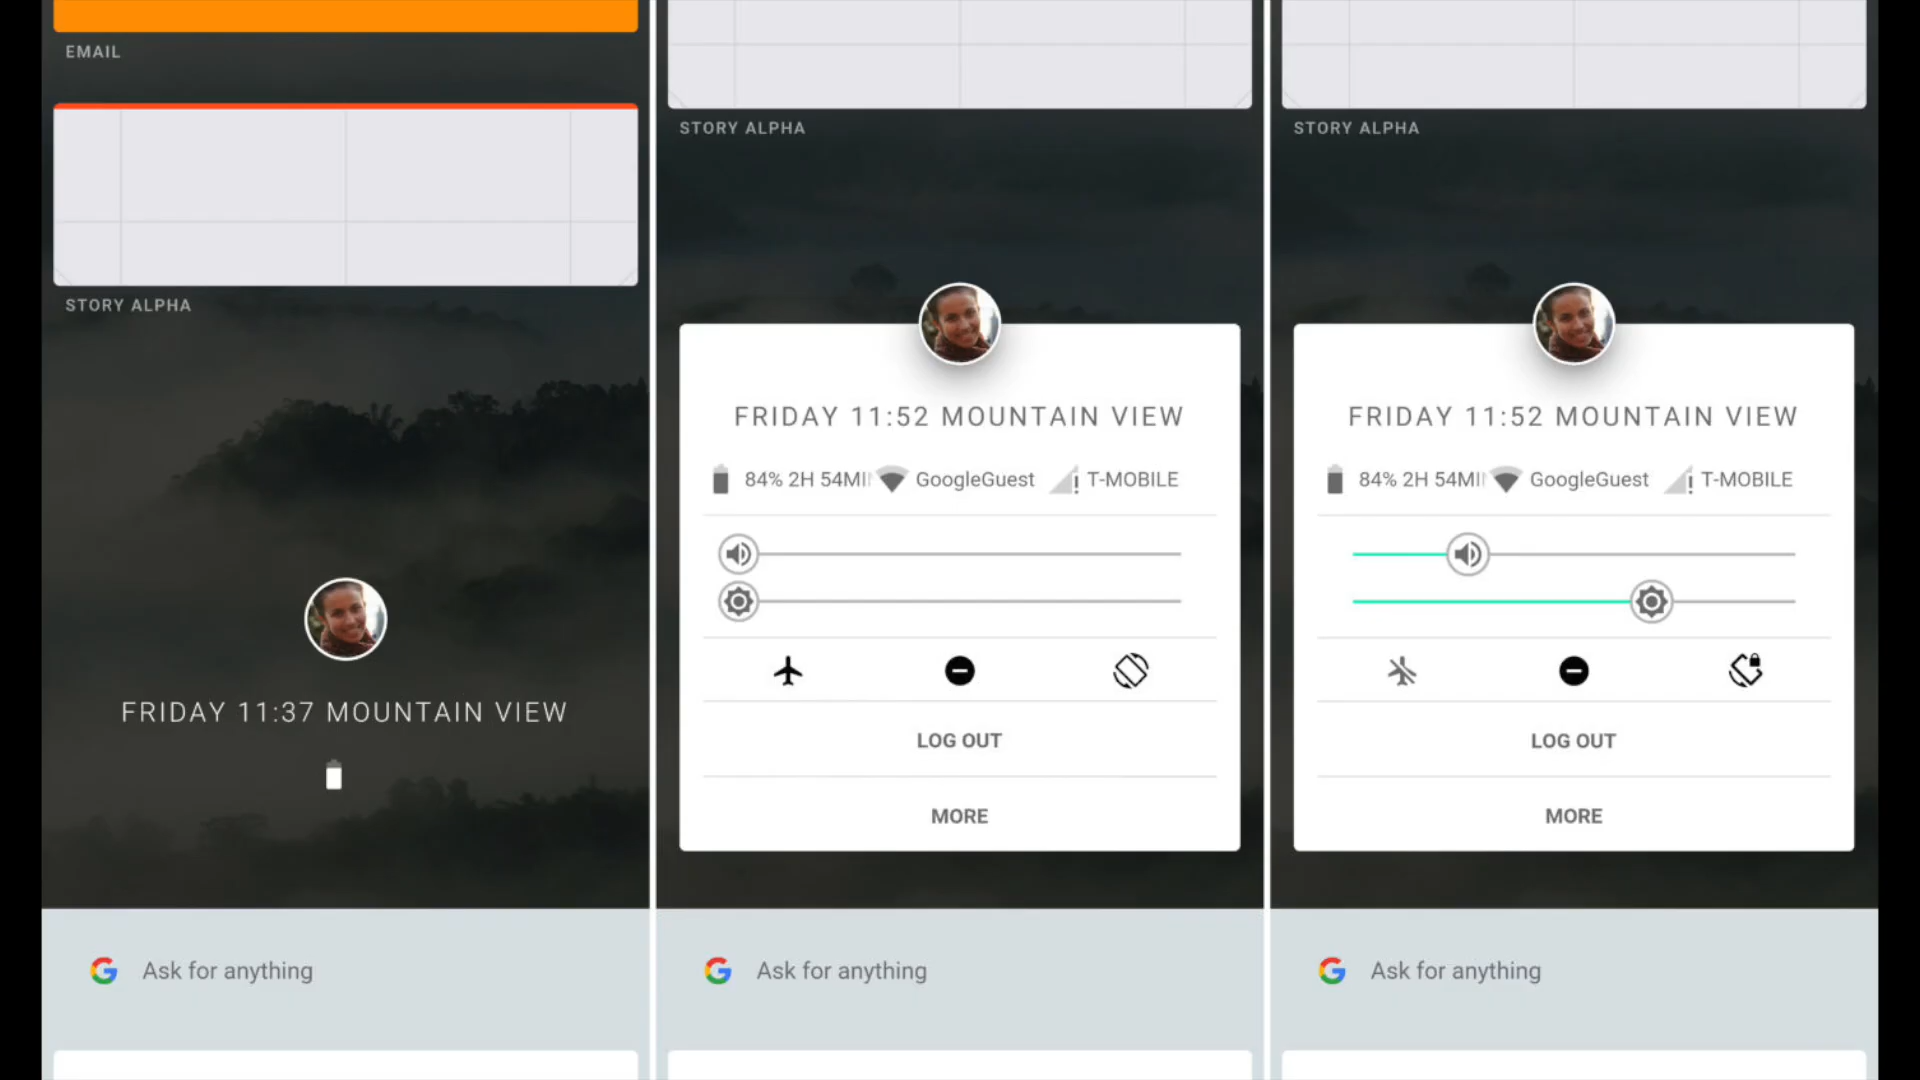 EMAIL
STORY ALPHA
FRIDAY 11:37 MOUNTAIN VIEW
Ask for anything
STORY ALPHA
FRIDAY 11:52 MOUNTAIN VIEW
84% 2H 54MI GoogleGuest T-MOBILE
LOG OUT
MORE
Ask for anything
STORY ALPHA
FRIDAY 11:52 MOUNTAIN VIEW
84% 2H 54MI GoogleGuest T-MOBILE
LOG OUT
MORE
Ask for anything